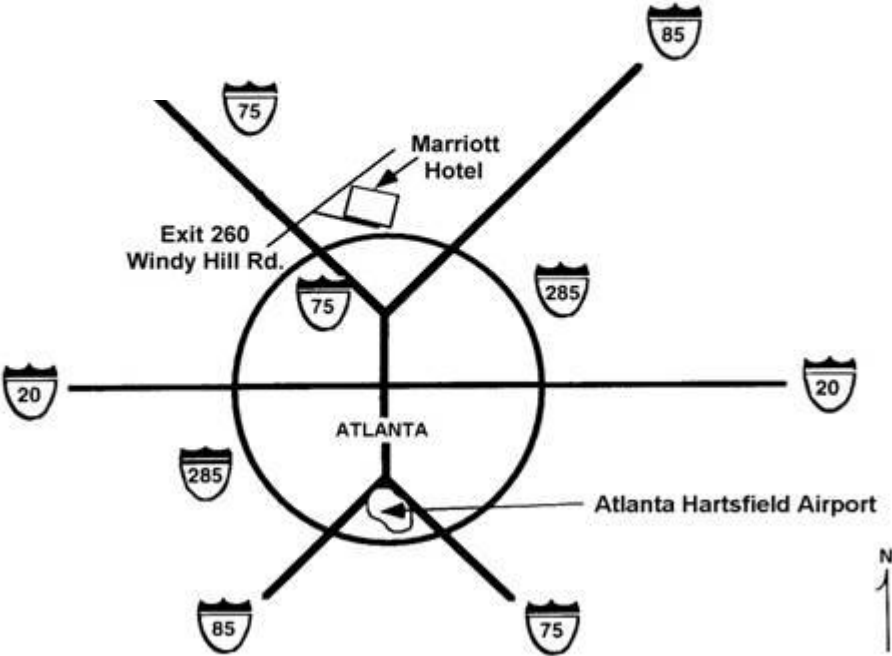 85
75
Marriott
Hotel
Exit 260
Windy Hill Rd.
75
285
20
20
ATLANTA
285
Atlanta Hartsfield Airport
N
85
75